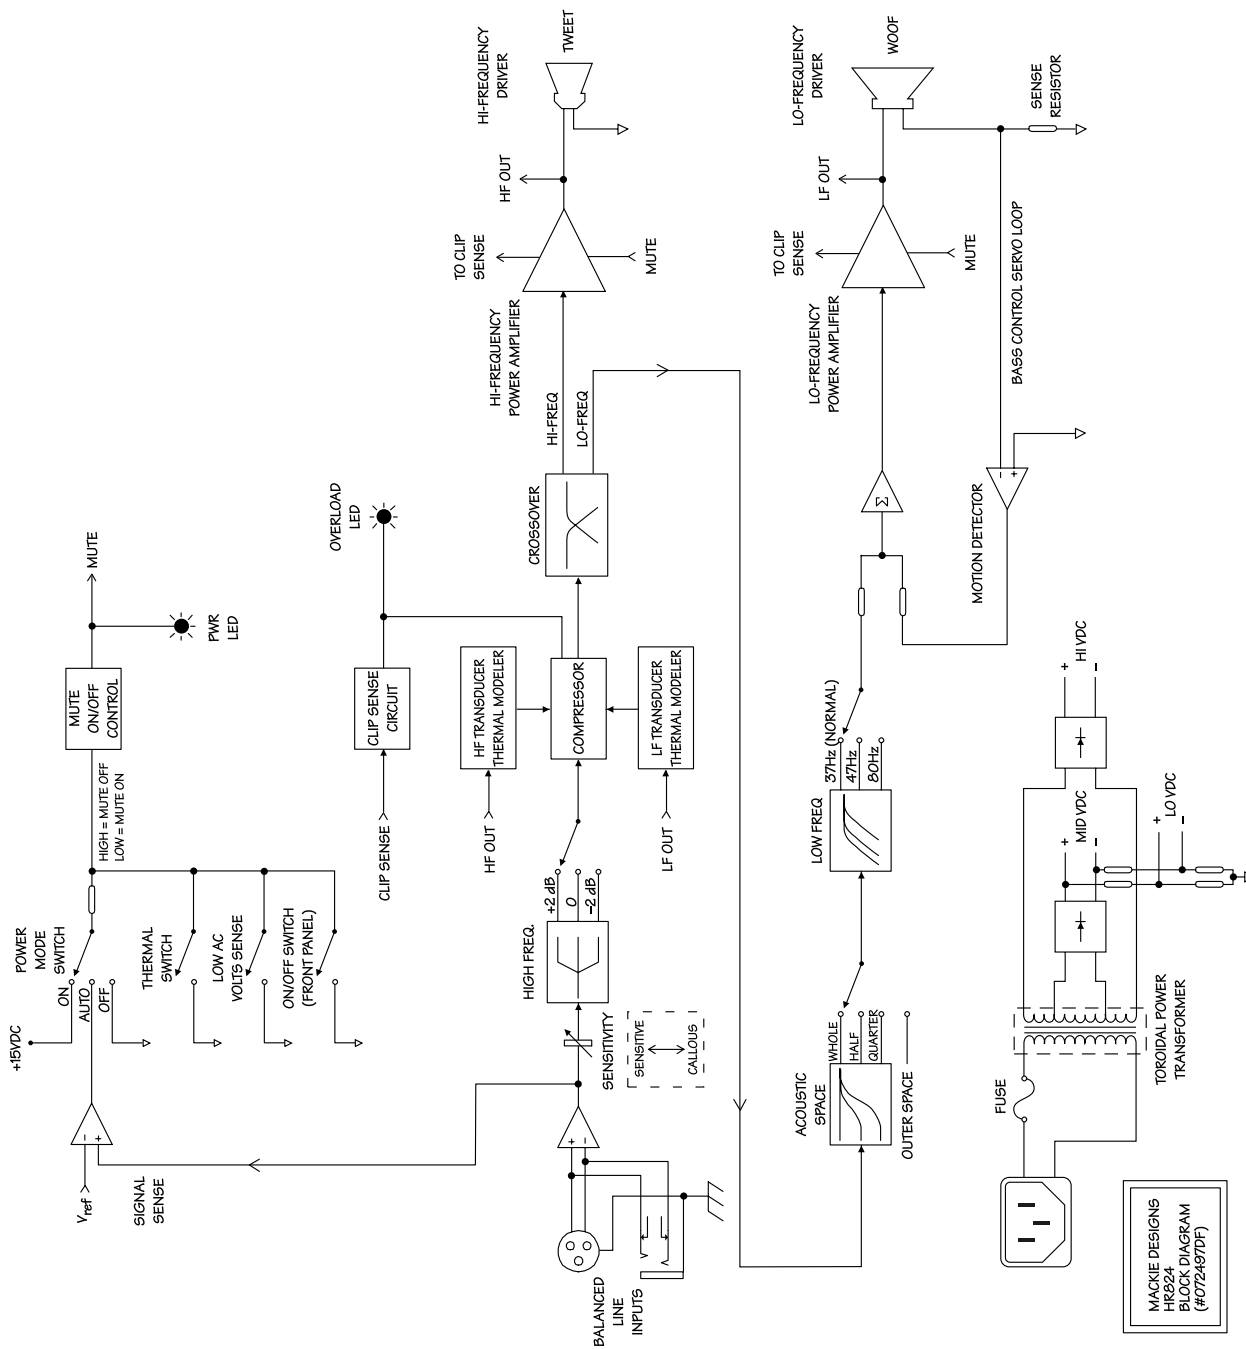 +15VDC
POWER
MODE
SWITCH
ON
AUTO
OFF
Vref
SIGNAL
SENSE
THERMAL
SWITCH
LOW AC
VOLTS SENSE
ON/OFF SWITCH
(FRONT PANEL)
HIGH = MUTE OFF
LOW = MUTE ON
MUTE
ON/OFF
CONTROL
MUTE
PWR
LED
CLIP SENSE
CLIP SENSE
CIRCUIT
OVERLOAD
LED
HF OUT
HF TRANSDUCER
THERMAL MODELER
COMPRESSOR
LF OUT
LF TRANSDUCER
THERMAL MODELER
BALANCED
LINE
INPUTS
+
–
SENSITIVITY
SENSITIVE
CALLOUS
HIGH FREQ.
+2 dB
0
–2 dB
CROSSOVER
HI-FREQ
LO-FREQ
HI-FREQUENCY
POWER AMPLIFIER
TO CLIP
SENSE
MUTE
HF OUT
HI-FREQUENCY
DRIVER
TWEET
ACOUSTIC
SPACE
WHOLE
HALF
QUARTER
OUTER SPACE
LOW FREQ
37Hz (NORMAL)
47Hz
80Hz
Σ
LO-FREQUENCY
POWER AMPLIFIER
TO CLIP
SENSE
MUTE
LF OUT
LO-FREQUENCY
DRIVER
WOOF
SENSE
RESISTOR
BASS CONTROL SERVO LOOP
MOTION DETECTOR
–
+
FUSE
TOROIDAL POWER
TRANSFORMER
+
MID VDC
–
+
LO VDC
–
+
HI VDC
–
MACKIE DESIGNS
HR824
BLOCK DIAGRAM
(#072497DF)